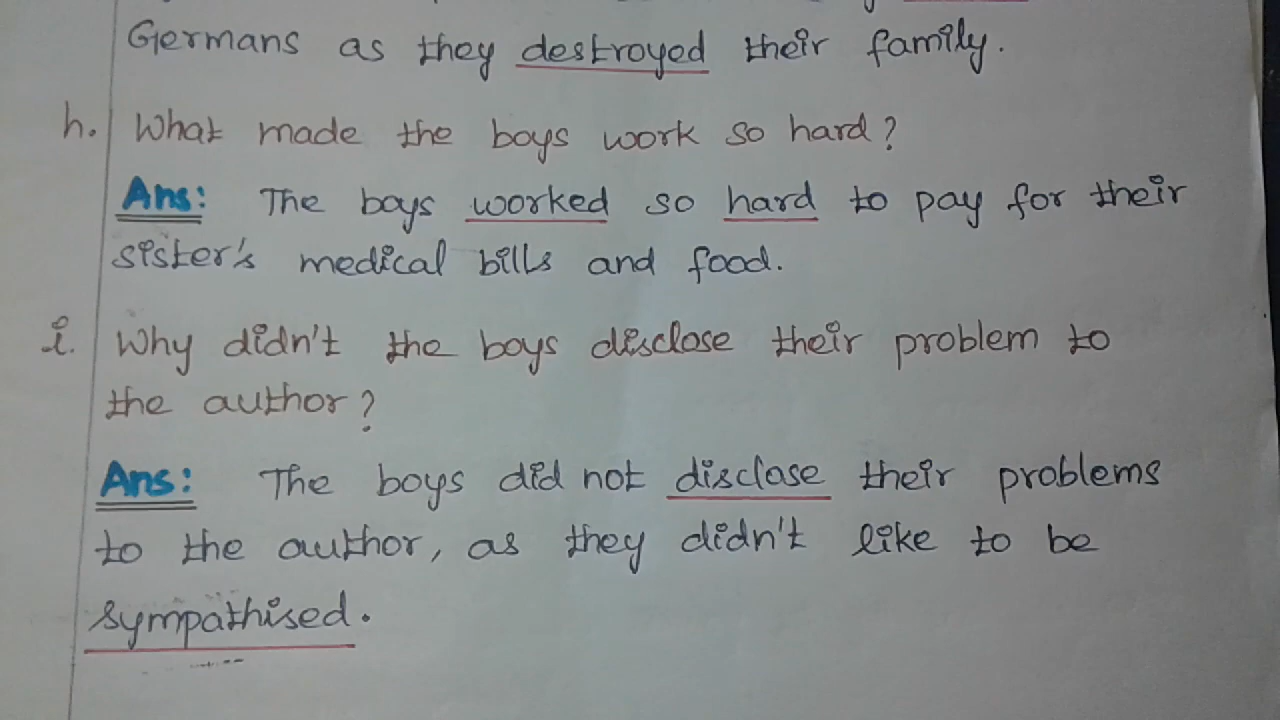 Germans as they destroyed their family.
h. What made the boys work so hard?
Ans: The boys worked so hard to pay for their
sister's medical bills and food.
i. Why didn't the boys disclose their problem to
the author?
Ans: The boys did not disclose their problems
to the author, as they didn't like to be
sympathised.